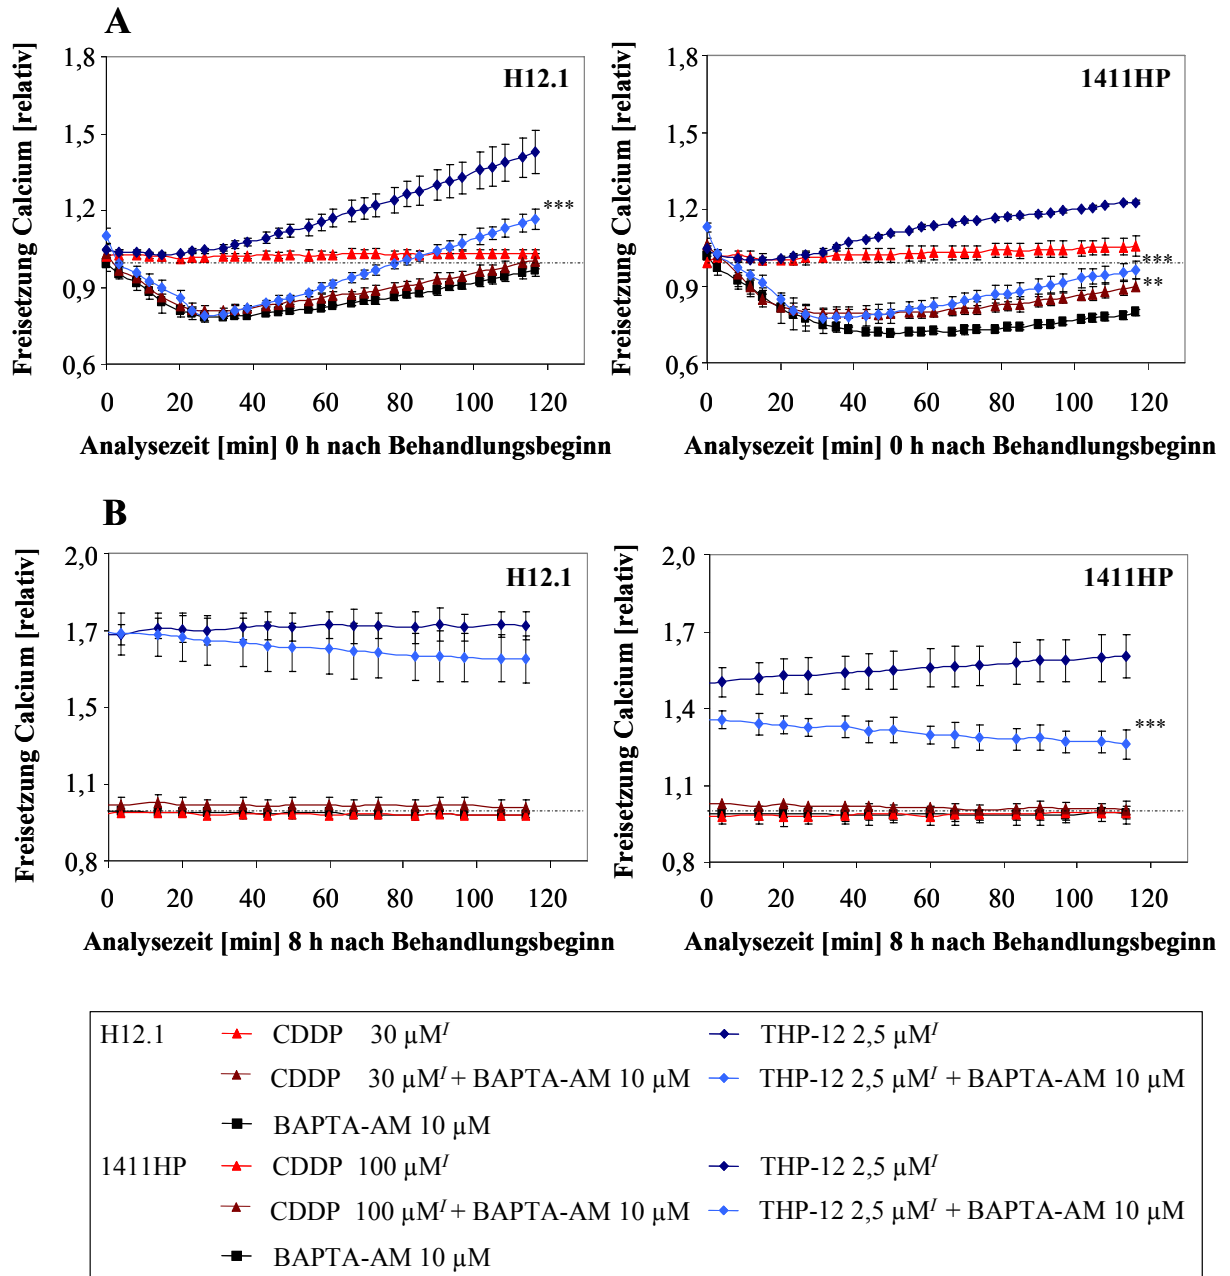 A
H12.1
1411HP
Freisetzung Calcium [relativ]
1,8
1,5
1,2
0,9
0,6
***
0 20 40 60 80 100 120
Analysezeit [min] 0 h nach Behandlungsbeginn
Freisetzung Calcium [relativ]
1,8
1,5
1,2
0,9
0,6
***
**
0 20 40 60 80 100 120
Analysezeit [min] 0 h nach Behandlungsbeginn
B
H12.1
1411HP
Freisetzung Calcium [relativ]
2,0
1,7
1,5
1,1
0,8
0 20 40 60 80 100 120
Analysezeit [min] 8 h nach Behandlungsbeginn
Freisetzung Calcium [relativ]
2,0
1,7
1,4
1,1
0,8
***
0 20 40 60 80 100 120
Analysezeit [min] 8 h nach Behandlungsbeginn
H12.1 CDDP 30 µM^I THP-12 2,5 µM^I
CDDP 30 µM^I + BAPTA-AM 10 µM THP-12 2,5 µM^I + BAPTA-AM 10 µM
BAPTA-AM 10 µM
1411HP CDDP 100 µM^I THP-12 2,5 µM^I
CDDP 100 µM^I + BAPTA-AM 10 µM THP-12 2,5 µM^I + BAPTA-AM 10 µM
BAPTA-AM 10 µM